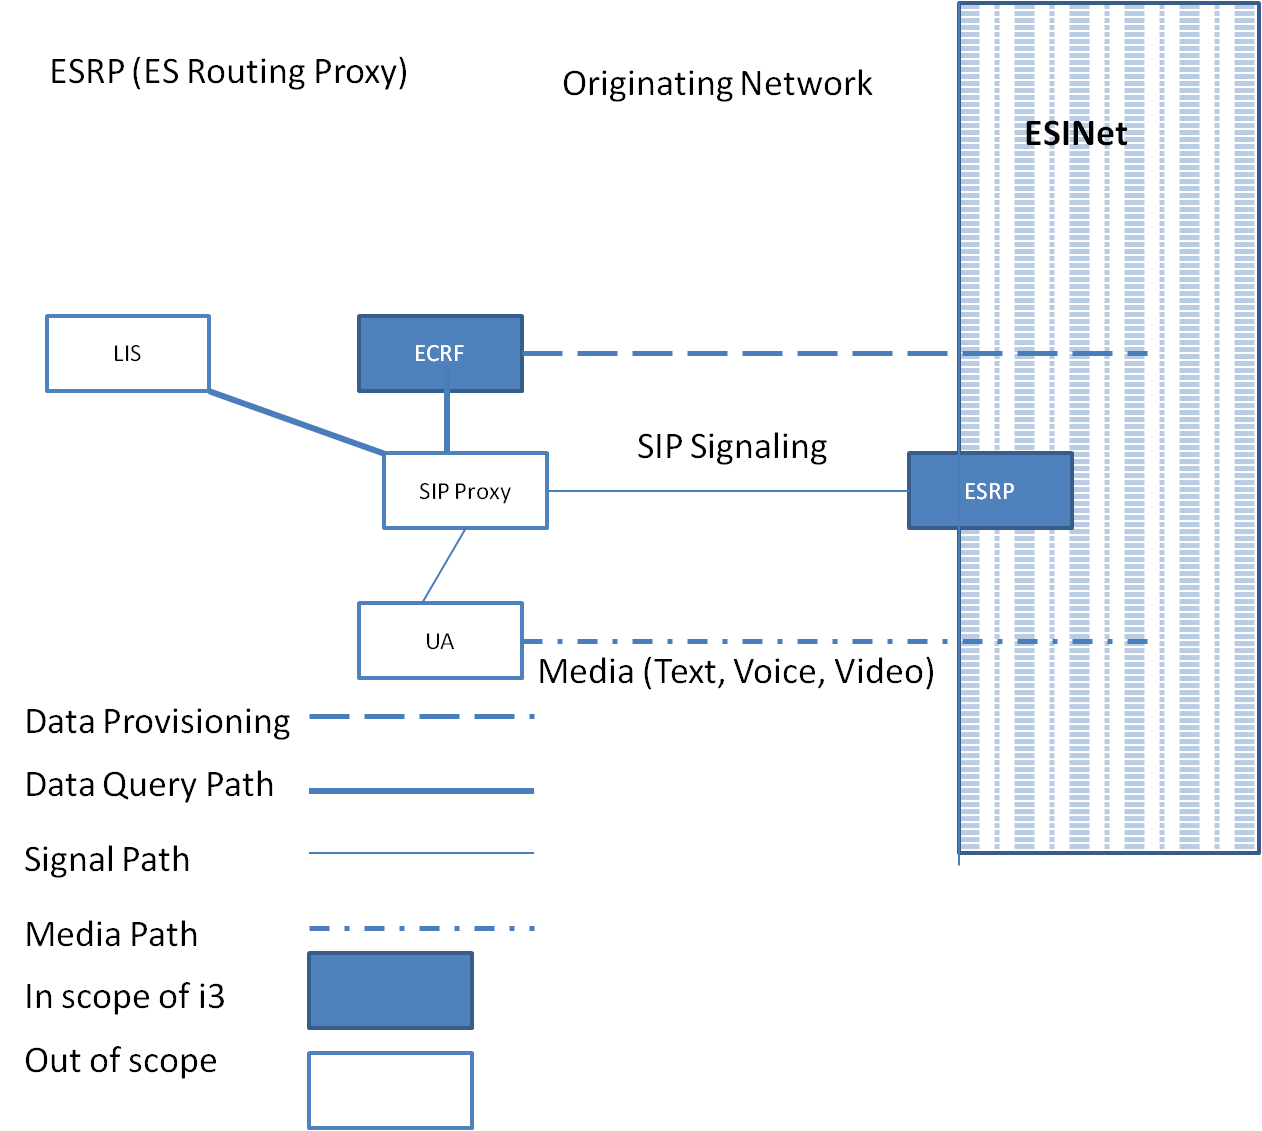 ESRP (ES Routing Proxy)
Originating Network
ESINet
LIS
ECRF
SIP Signaling
SIP Proxy
ESRP
UA
Media (Text, Voice, Video)
Data Provisioning
Data Query Path
Signal Path
Media Path
In scope of i3
Out of scope